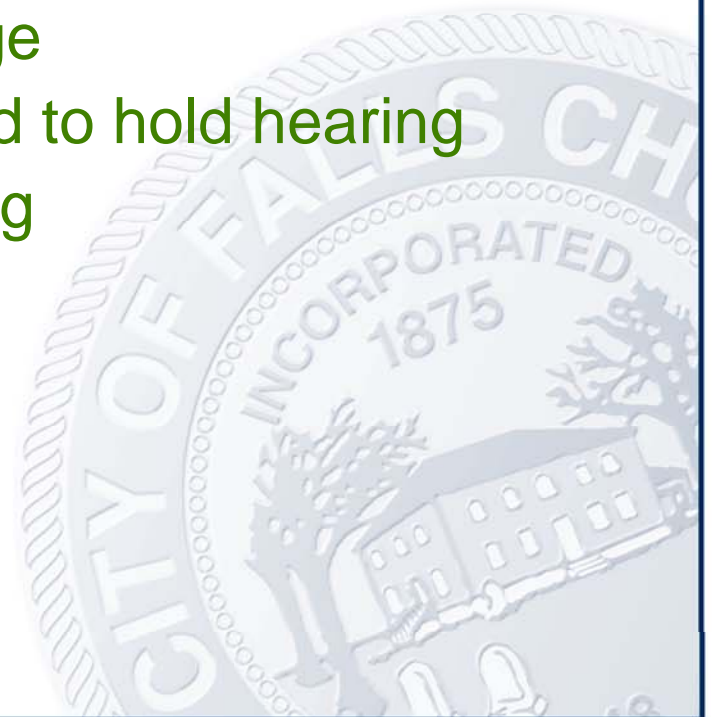 ge
d to hold hearing
g
CITY OF FALLS CH
INCORPORATED
1875